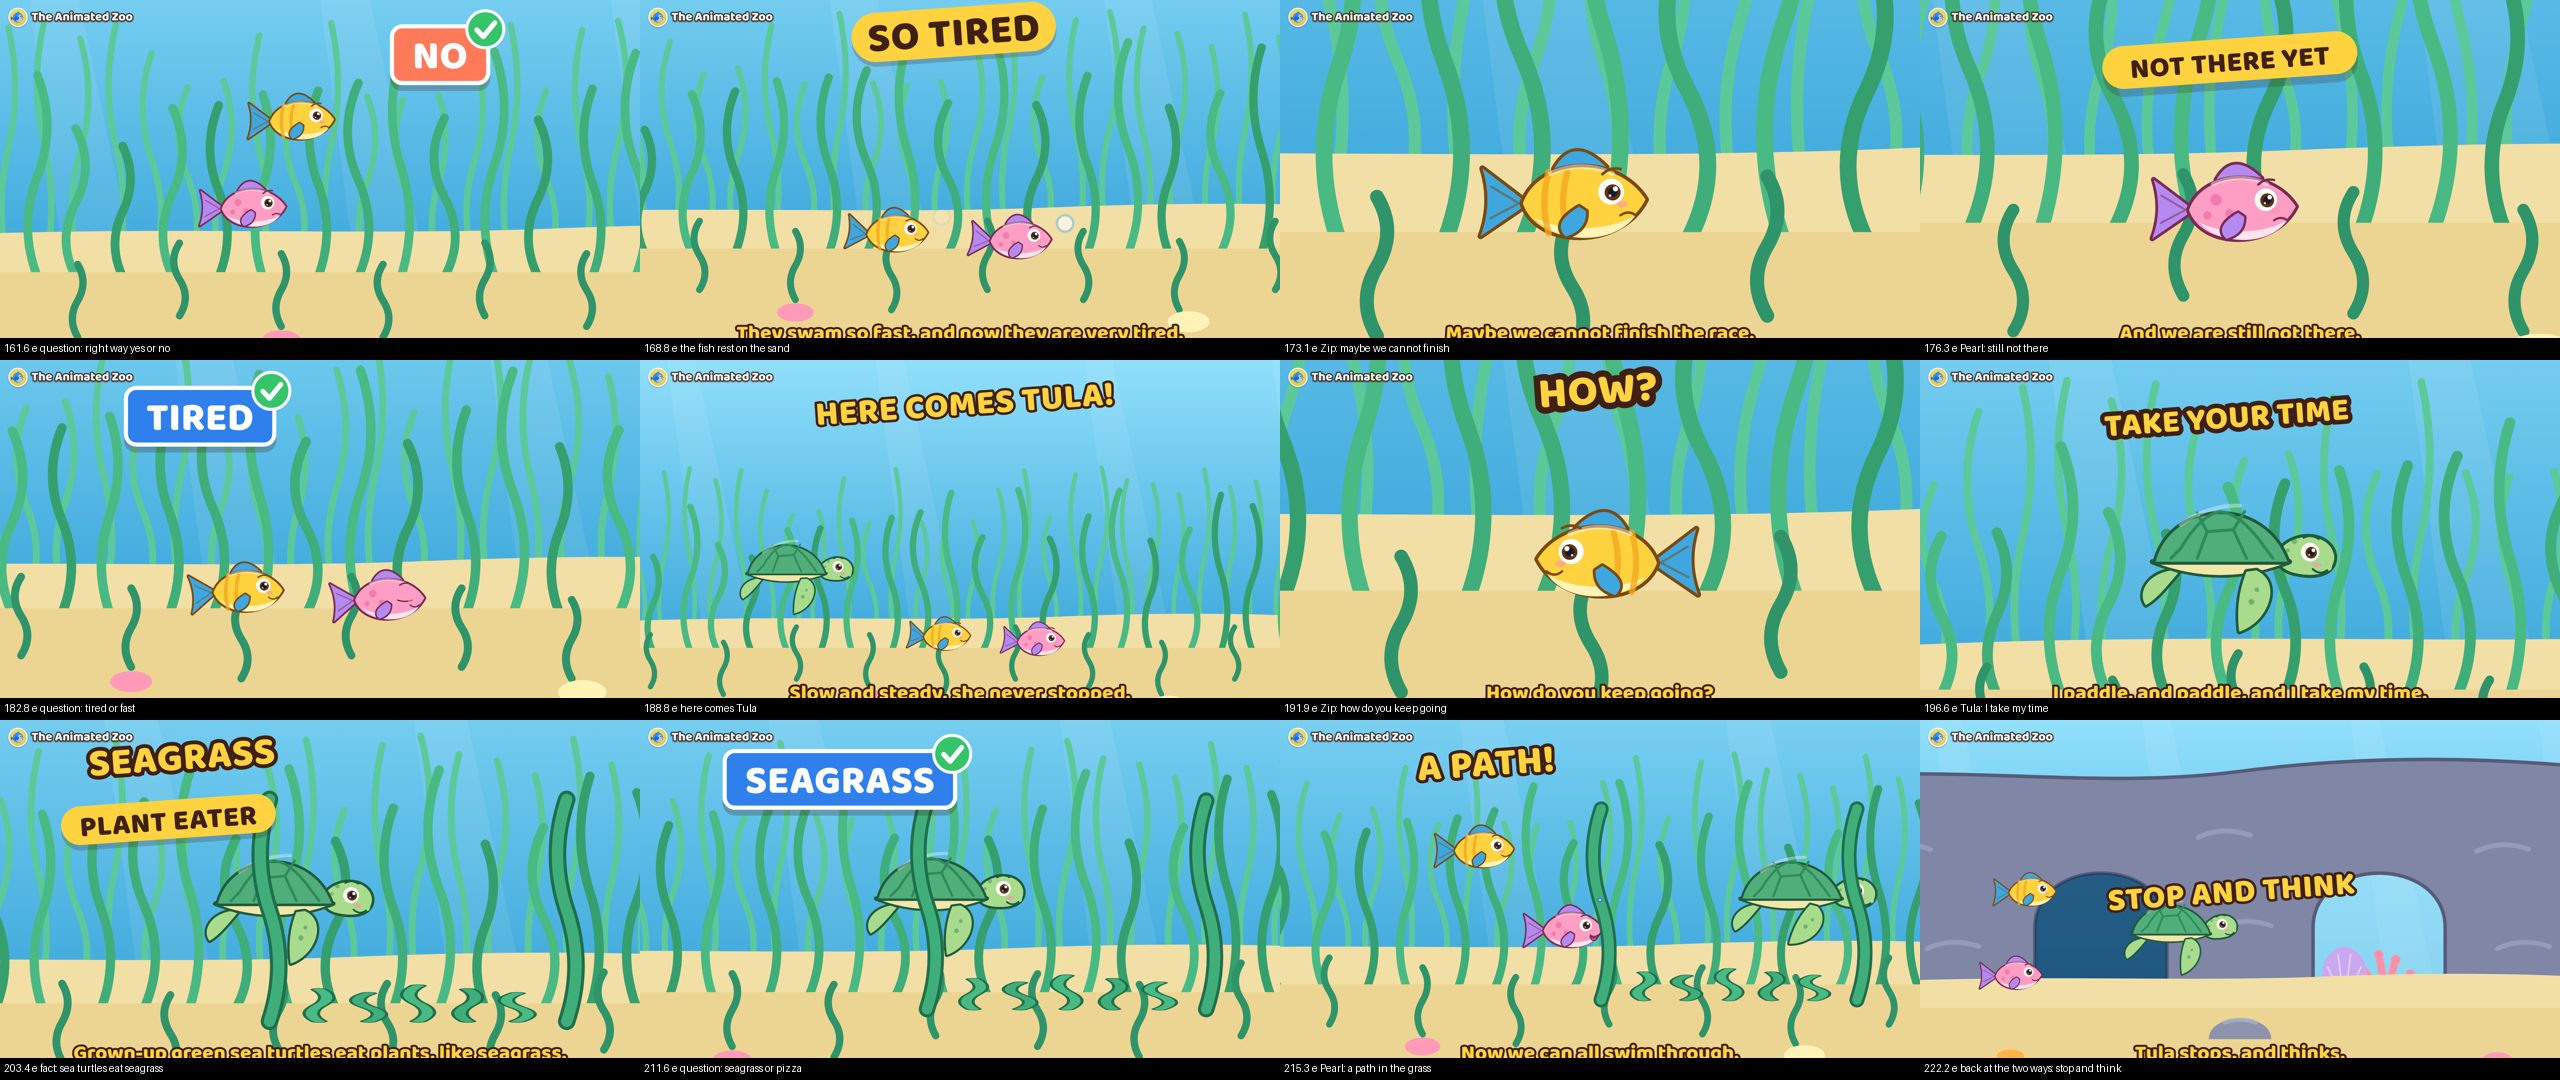 The Animated Zoo
NO
161.6 e question: right way yes or no
The Animated Zoo
SO TIRED
They swam so fast, and now they are very tired.
168.8 e the fish rest on the sand
The Animated Zoo
Maybe we cannot finish the race.
173.1 e Zip: maybe we cannot finish
The Animated Zoo
NOT THERE YET
And we are still not there.
176.3 e Pearl: still not there
The Animated Zoo
TIRED
182.8 e question: tired or fast
The Animated Zoo
HERE COMES TULA!
Slow and steady, she never stopped.
188.8 e here comes Tula
The Animated Zoo
HOW?
How do you keep going?
191.9 e Zip: how do you keep going
The Animated Zoo
TAKE YOUR TIME
I paddle, and paddle, and I take my time.
196.6 e Tula: I take my time
The Animated Zoo
SEAGRASS
PLANT EATER
Grown-up green sea turtles eat plants, like seagrass.
203.4 e fact: sea turtles eat seagrass
The Animated Zoo
SEAGRASS
211.6 e question: seagrass or pizza
The Animated Zoo
A PATH!
Now we can all swim through.
215.3 e Pearl: a path in the grass
The Animated Zoo
STOP AND THINK
Tula stops, and thinks.
222.2 e back at the two ways: stop and think